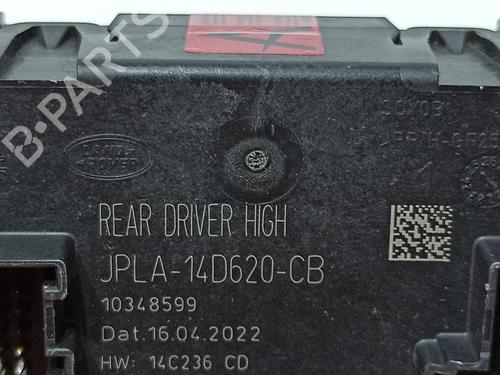 B-PARTS
LAND
ROVER
REAR DRIVER HIGH
JPLA-14D620-CB
10348599
Dat.16.04.2022
HW: 14C236 CD